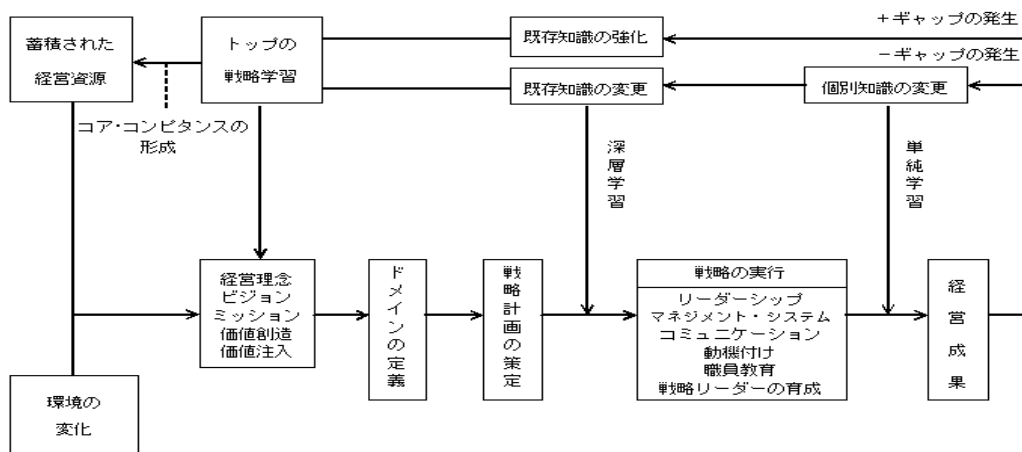 ＋ギャップの発生
蓄積された
経営資源
トップの
戦略学習
既存知識の強化
－ギャップの発生
既存知識の変更
個別知識の変更
コア・コンピタンスの
形成
深層学習
単純学習
経営理念
ビジョン
ミッション
価値創造
価値注入
ドメインの定義
戦略計画の策定
戦略の実行
リーダーシップ
マネジメント・システム
コミュニケーション
動機付け
職員教育
戦略リーダーの育成
経営成果
環境の
変化